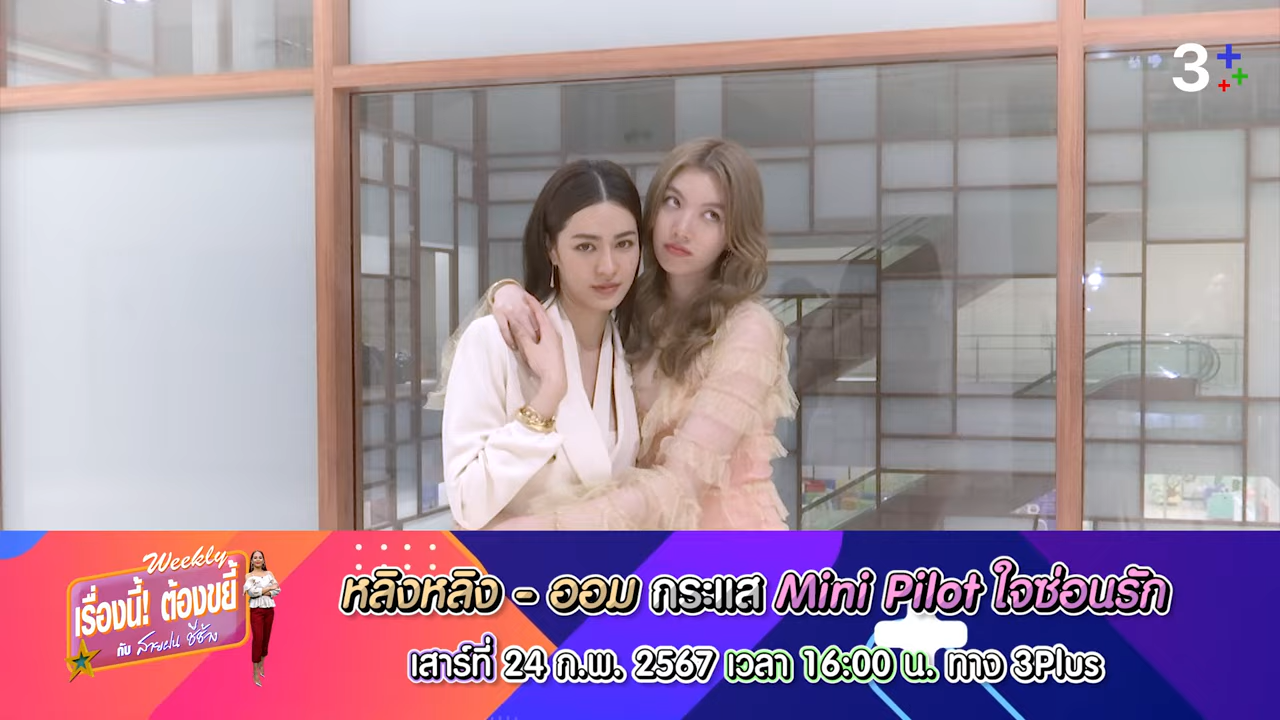 3+
Weekly
เรื่องนี้! ต้องขยี้
กับ สายฝน ชี้ช้าง
หลิงหลิง - ออม กระแส Mini Pilot ใจซ่อนรัก
เสาร์ที่ 24 ก.พ. 2567 เวลา 16:00 น. ทาง 3Plus